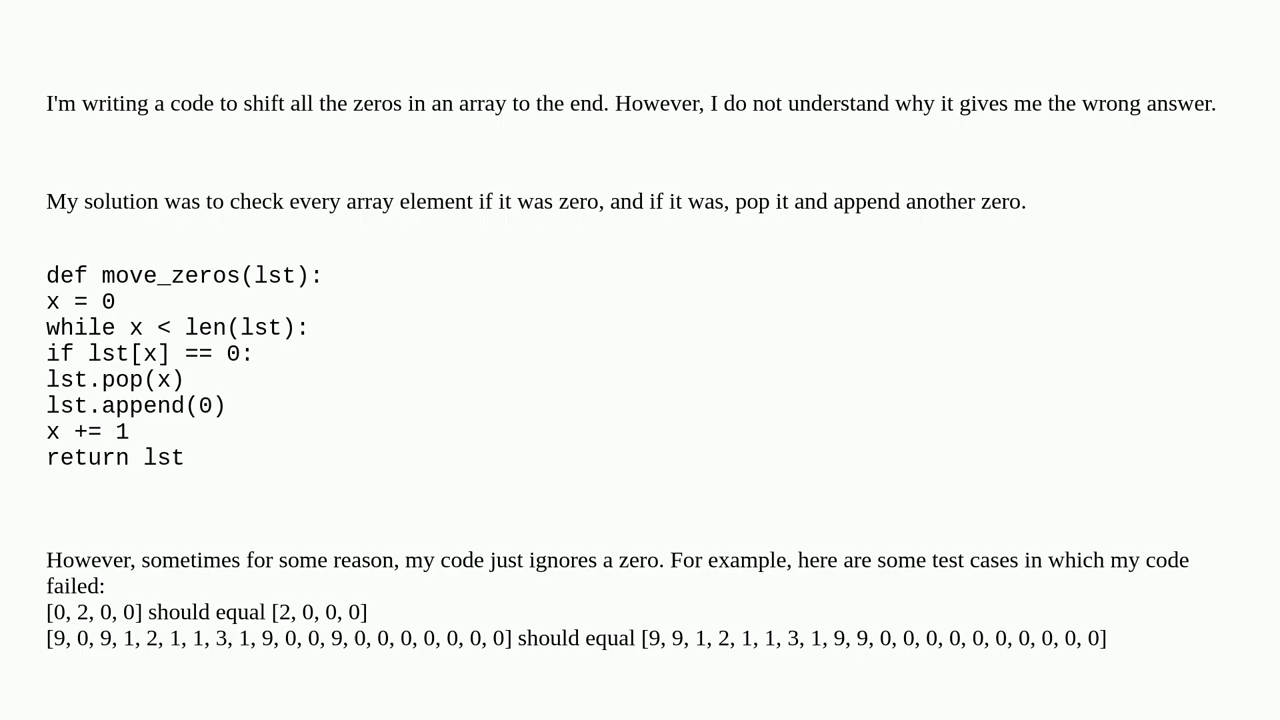 I'm writing a code to shift all the zeros in an array to the end. However, I do not understand why it gives me the wrong answer.
My solution was to check every array element if it was zero, and if it was, pop it and append another zero.
def move_zeros(lst):
x = 0
while x < len(lst):
if lst[x] == 0:
lst.pop(x)
lst.append(0)
x += 1
return lst
However, sometimes for some reason, my code just ignores a zero. For example, here are some test cases in which my code
failed:
[0, 2, 0, 0] should equal [2, 0, 0, 0]
[9, 0, 9, 1, 2, 1, 1, 3, 1, 9, 0, 0, 9, 0, 0, 0, 0, 0, 0, 0] should equal [9, 9, 1, 2, 1, 1, 3, 1, 9, 9, 0, 0, 0, 0, 0, 0, 0, 0, 0, 0]